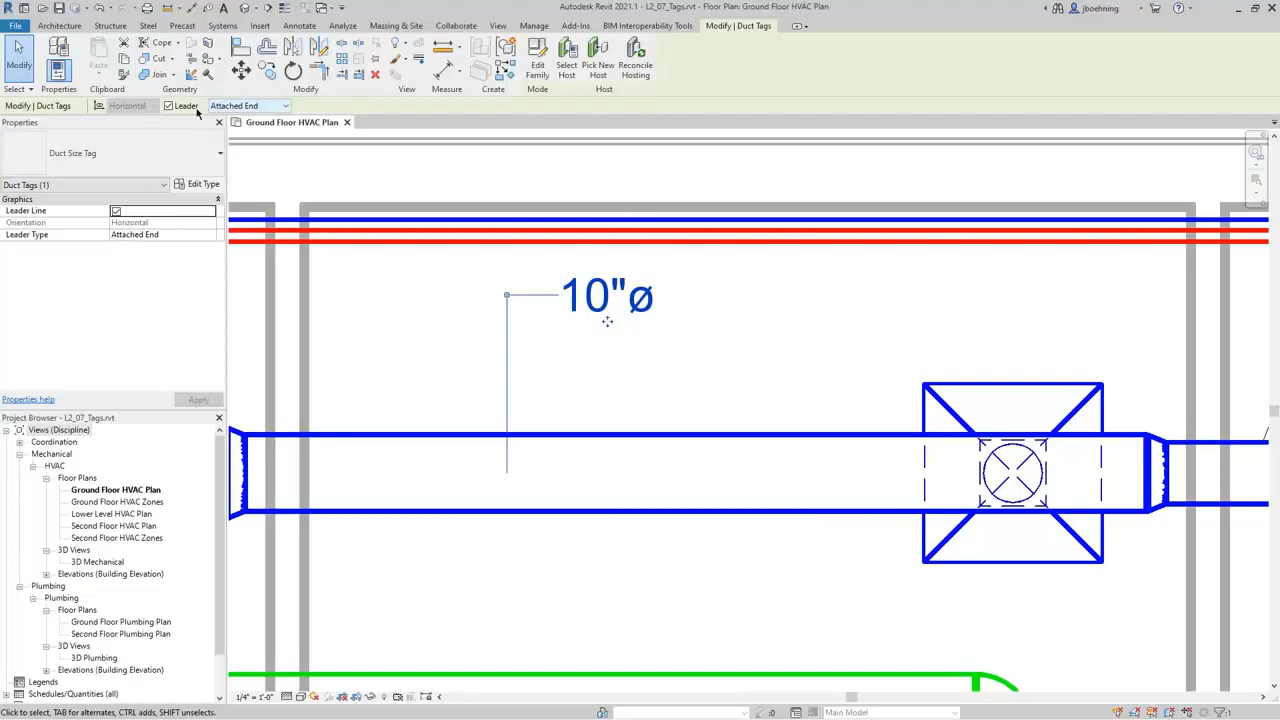 Autodesk Revit 2021.1 - L2_07_Tags.rvt - Floor Plan: Ground Floor HVAC Plan
jboehning
File Architecture Structure Steel Precast Systems Insert Annotate Analyze Massing & Site Collaborate View Manage Add-Ins BIM Interoperability Tools Modify | Duct Tags
Modify Paste Cope Cut Join Edit Family Select Host Pick New Host Reconcile Hosting
Select Properties Clipboard Geometry Modify View Measure Create Mode Host
Modify | Duct Tags Horizontal Leader Attached End
Properties
Ground Floor HVAC Plan
Duct Size Tag
Duct Tags (1) Edit Type
Graphics
Leader Line
Orientation Horizontal
Leader Type Attached End
10"ø
Properties help Apply
Project Browser - L2_07_Tags.rvt
Views (Discipline)
Coordination
Mechanical
HVAC
Floor Plans
Ground Floor HVAC Plan
Ground Floor HVAC Zones
Lower Level HVAC Plan
Second Floor HVAC Plan
Second Floor HVAC Zones
3D Views
3D Mechanical
Elevations (Building Elevation)
Plumbing
Plumbing
Floor Plans
Ground Floor Plumbing Plan
Second Floor Plumbing Plan
3D Views
3D Plumbing
Elevations (Building Elevation)
Legends
Schedules/Quantities (all)
1/4" = 1'-0"
Click to select, TAB for alternates, CTRL adds, SHIFT unselects.
:0
Main Model
:1